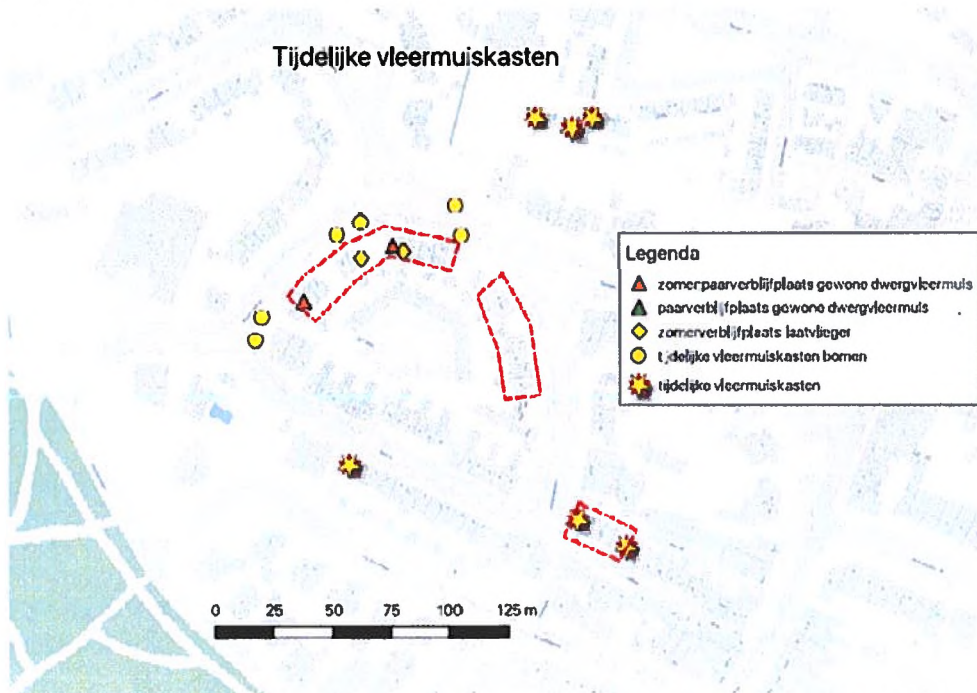 Tijdelijke vleermuiskasten
Legenda
zomerpaarverblijfplaats gewone dwergvleermuis
paarverblijfplaats gewone dwergvleermuis
zomerverblijfplaats laatvlieger
tijdelijke vleermuiskasten bomen
tijdelijke vleermuiskasten
0 25 50 75 100 125 m